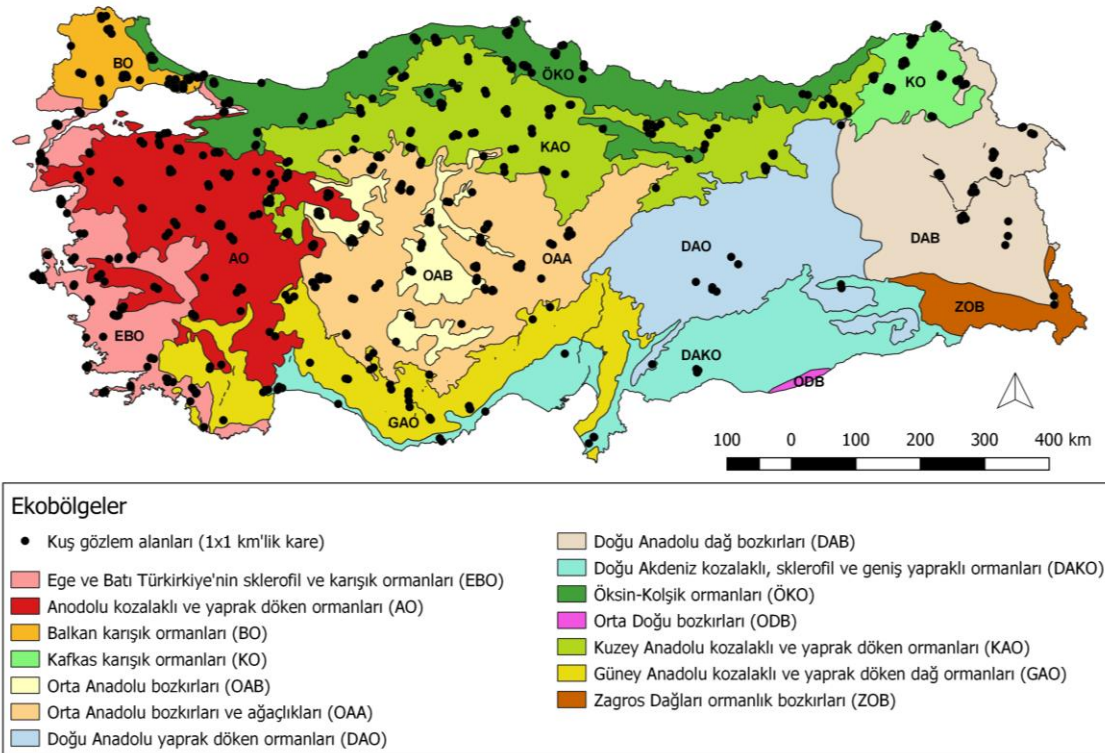 BO
ÖKO
KO
KAO
DAO
DAB
AO
OAB
OAA
EBO
ZOB
DAKO
ODB
GAO
100 0 100 200 300 400 km
Ekobölgeler
Kuş gözlem alanları (1x1 km'lik kare)
Ege ve Batı Türkirkiye'nin sklerofil ve karışık ormanları (EBO)
Anodolu kozalaklı ve yaprak döken ormanları (AO)
Balkan karışık ormanları (BO)
Kafkas karışık ormanları (KO)
Orta Anadolu bozkırları (OAB)
Orta Anadolu bozkırları ve ağaçlıkları (OAA)
Doğu Anadolu yaprak döken ormanları (DAO)
Doğu Anadolu dağ bozkırları (DAB)
Doğu Akdeniz kozalaklı, sklerofil ve geniş yapraklı ormanları (DAKO)
Öksin-Kolşik ormanları (ÖKO)
Orta Doğu bozkırları (ODB)
Kuzey Anadolu kozalaklı ve yaprak döken ormanları (KAO)
Güney Anadolu kozalaklı ve yaprak döken dağ ormanları (GAO)
Zagros Dağları ormanlık bozkırları (ZOB)